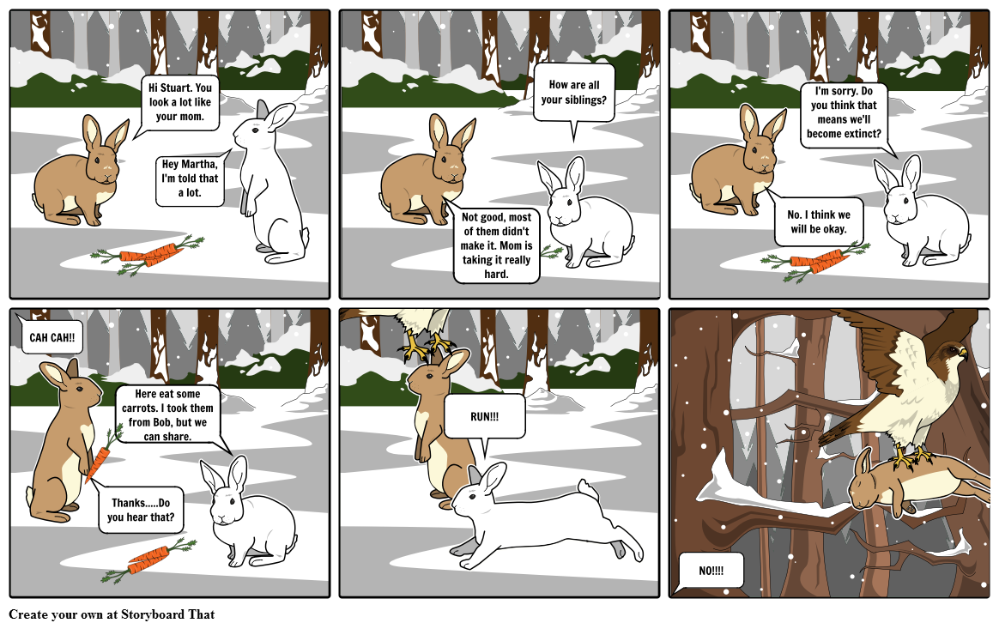 Hi Stuart. You
look a lot like
your mom.
Hey Martha,
I'm told that
a lot.
How are all
your siblings?
Not good, most
of them didn't
make it. Mom is
taking it really
hard.
I'm sorry. Do
you think that
means we'll
become extinct?
No. I think we
will be okay.
CAH CAH!!
Here eat some
carrots. I took them
from Bob, but we
can share.
Thanks.....Do
you hear that?
RUN!!!
NO!!!!
Create your own at Storyboard That